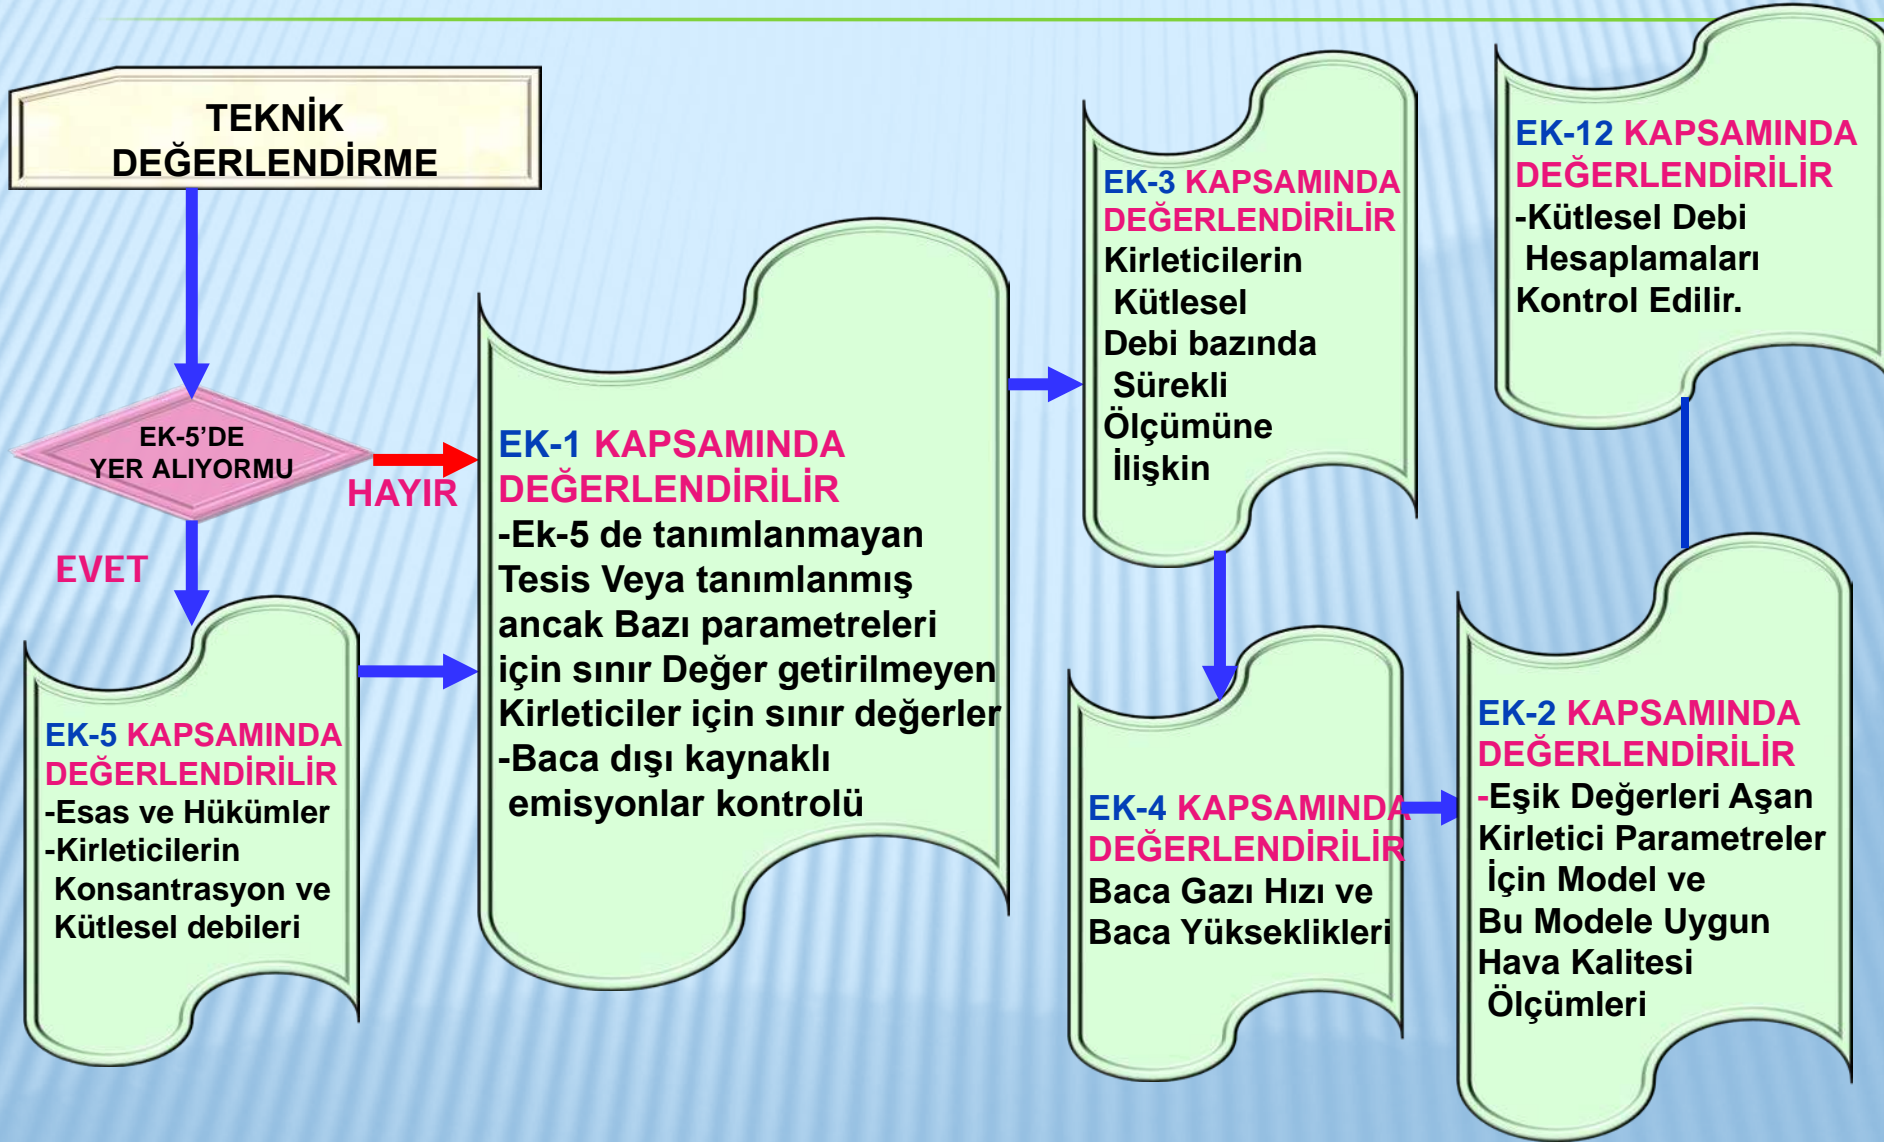 TEKNİK
DEĞERLENDİRME
EK-5’DE
YER ALIYORMU
HAYIR
EVET
EK-5 KAPSAMINDA
DEĞERLENDİRİLİR
-Esas ve Hükümler
-Kirleticilerin
Konsantrasyon ve
Kütlesel debileri
EK-1 KAPSAMINDA
DEĞERLENDİRİLİR
-Ek-5 de tanımlanmayan
Tesis Veya tanımlanmış
ancak Bazı parametreleri
için sınır Değer getirilmeyen
Kirleticiler için sınır değerler
-Baca dışı kaynaklı
emisyonlar kontrolü
EK-3 KAPSAMINDA
DEĞERLENDİRİLİR
Kirleticilerin
Kütlesel
Debi bazında
Sürekli
Ölçümüne
İlişkin
EK-4 KAPSAMINDA
DEĞERLENDİRİLİR
Baca Gazı Hızı ve
Baca Yükseklikleri
EK-2 KAPSAMINDA
DEĞERLENDİRİLİR
-Eşik Değerleri Aşan
Kirletici Parametreler
İçin Model ve
Bu Modele Uygun
Hava Kalitesi
Ölçümleri
EK-12 KAPSAMINDA
DEĞERLENDİRİLİR
-Kütlesel Debi
Hesaplamaları
Kontrol Edilir.